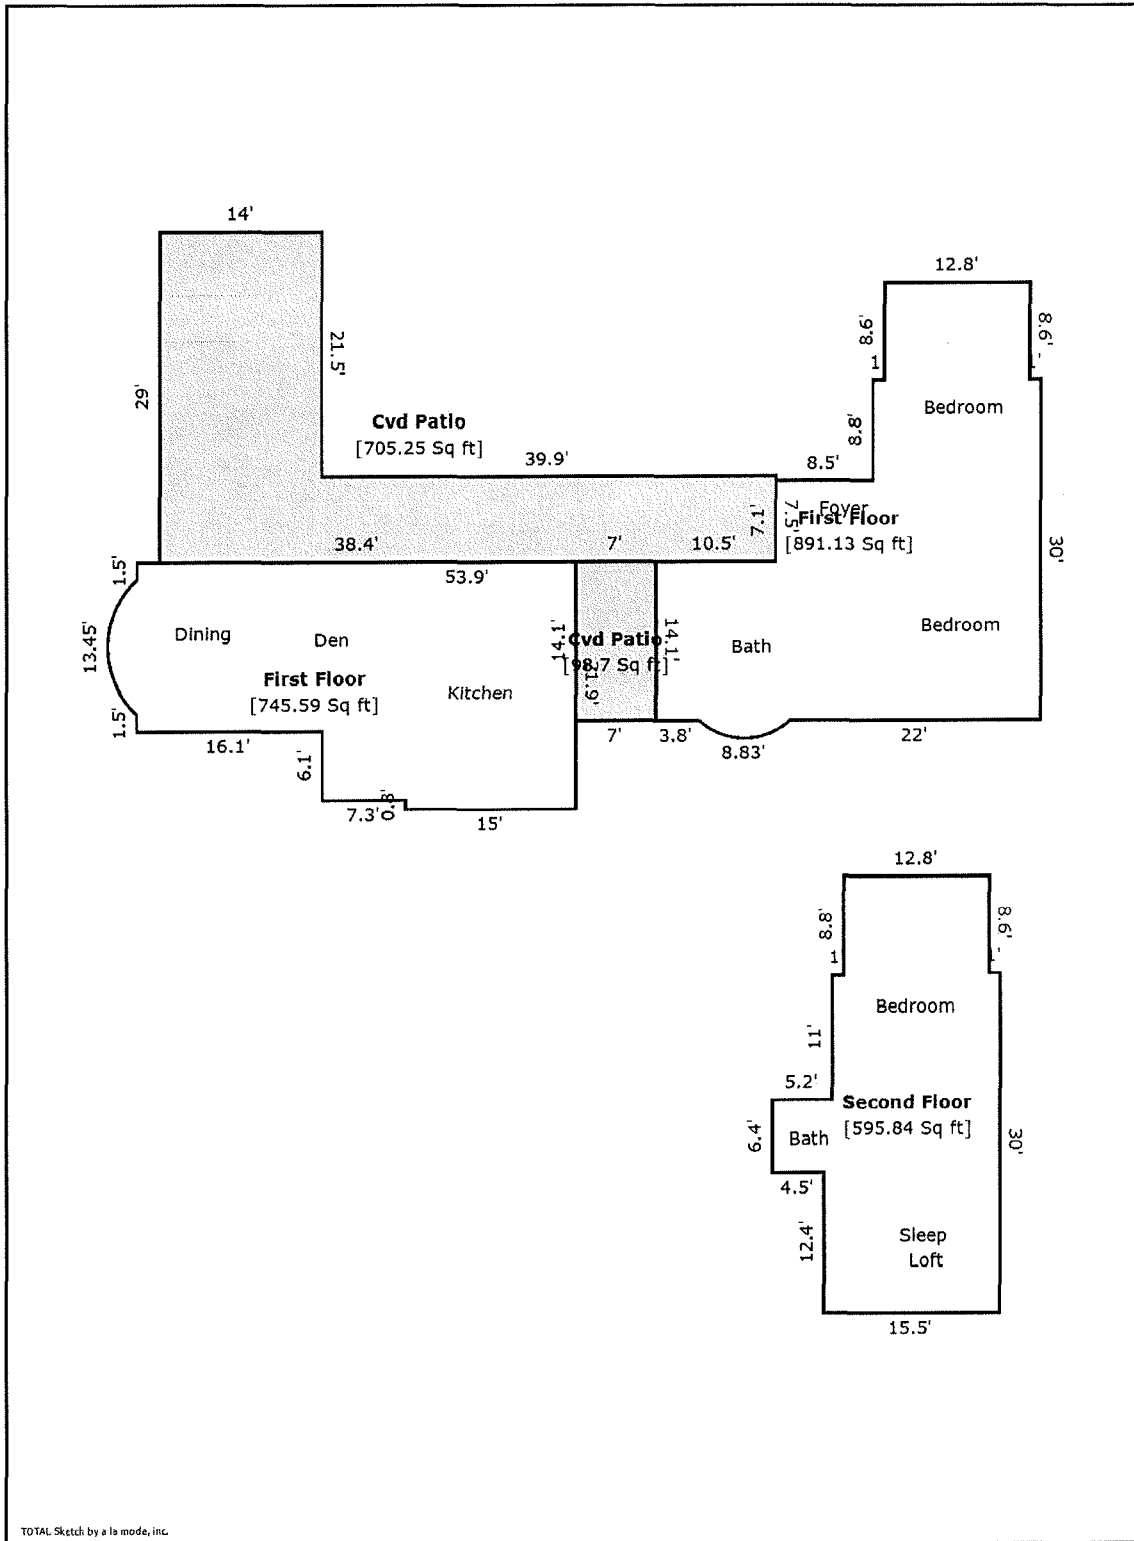 14'
12.8'
8.9'
8.6'
1
21.5'
29'
Bedroom
Cvd Patio
[705.25 Sq ft]
8.8'
39.9'
8.5'
7.1'
7.5'
Foyer
First Floor
[891.13 Sq ft]
30'
38.4'
7'
10.5'
1.5'
53.9'
13.45'
Dining
Den
14.1'
Cvd Patio
[98.7 Sq ft]
21.9'
14.1'
Bath
Bedroom
First Floor
[745.59 Sq ft]
Kitchen
1.5'
16.1'
6.1'
7'
3.8'
8.83'
22'
7.3'
0.8'
15'
12.8'
8.8'
8.6'
1'
Bedroom
11'
5.2'
Second Floor
[595.84 Sq ft]
6.4'
Bath
30'
4.5'
12.4'
Sleep
Loft
15.5'
TOTAL Sketch by a la mode, inc.